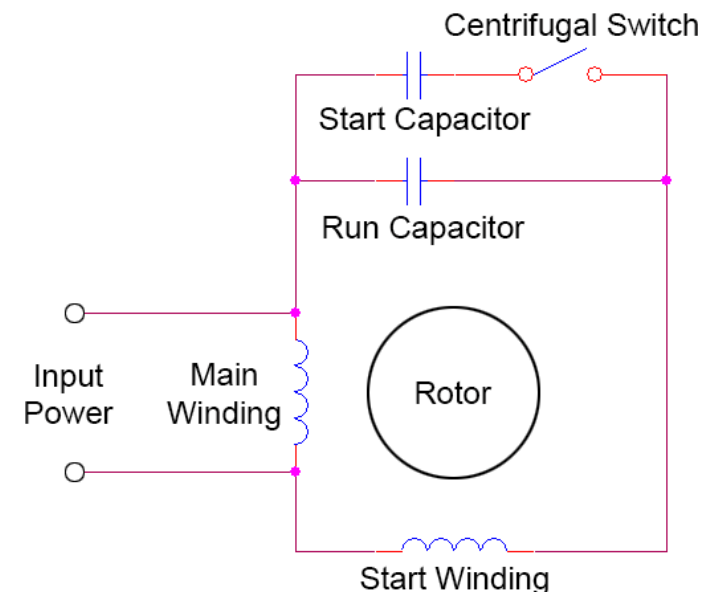 Centrifugal Switch
Start Capacitor
Run Capacitor
Input
Power
Main
Winding
Rotor
Start Winding